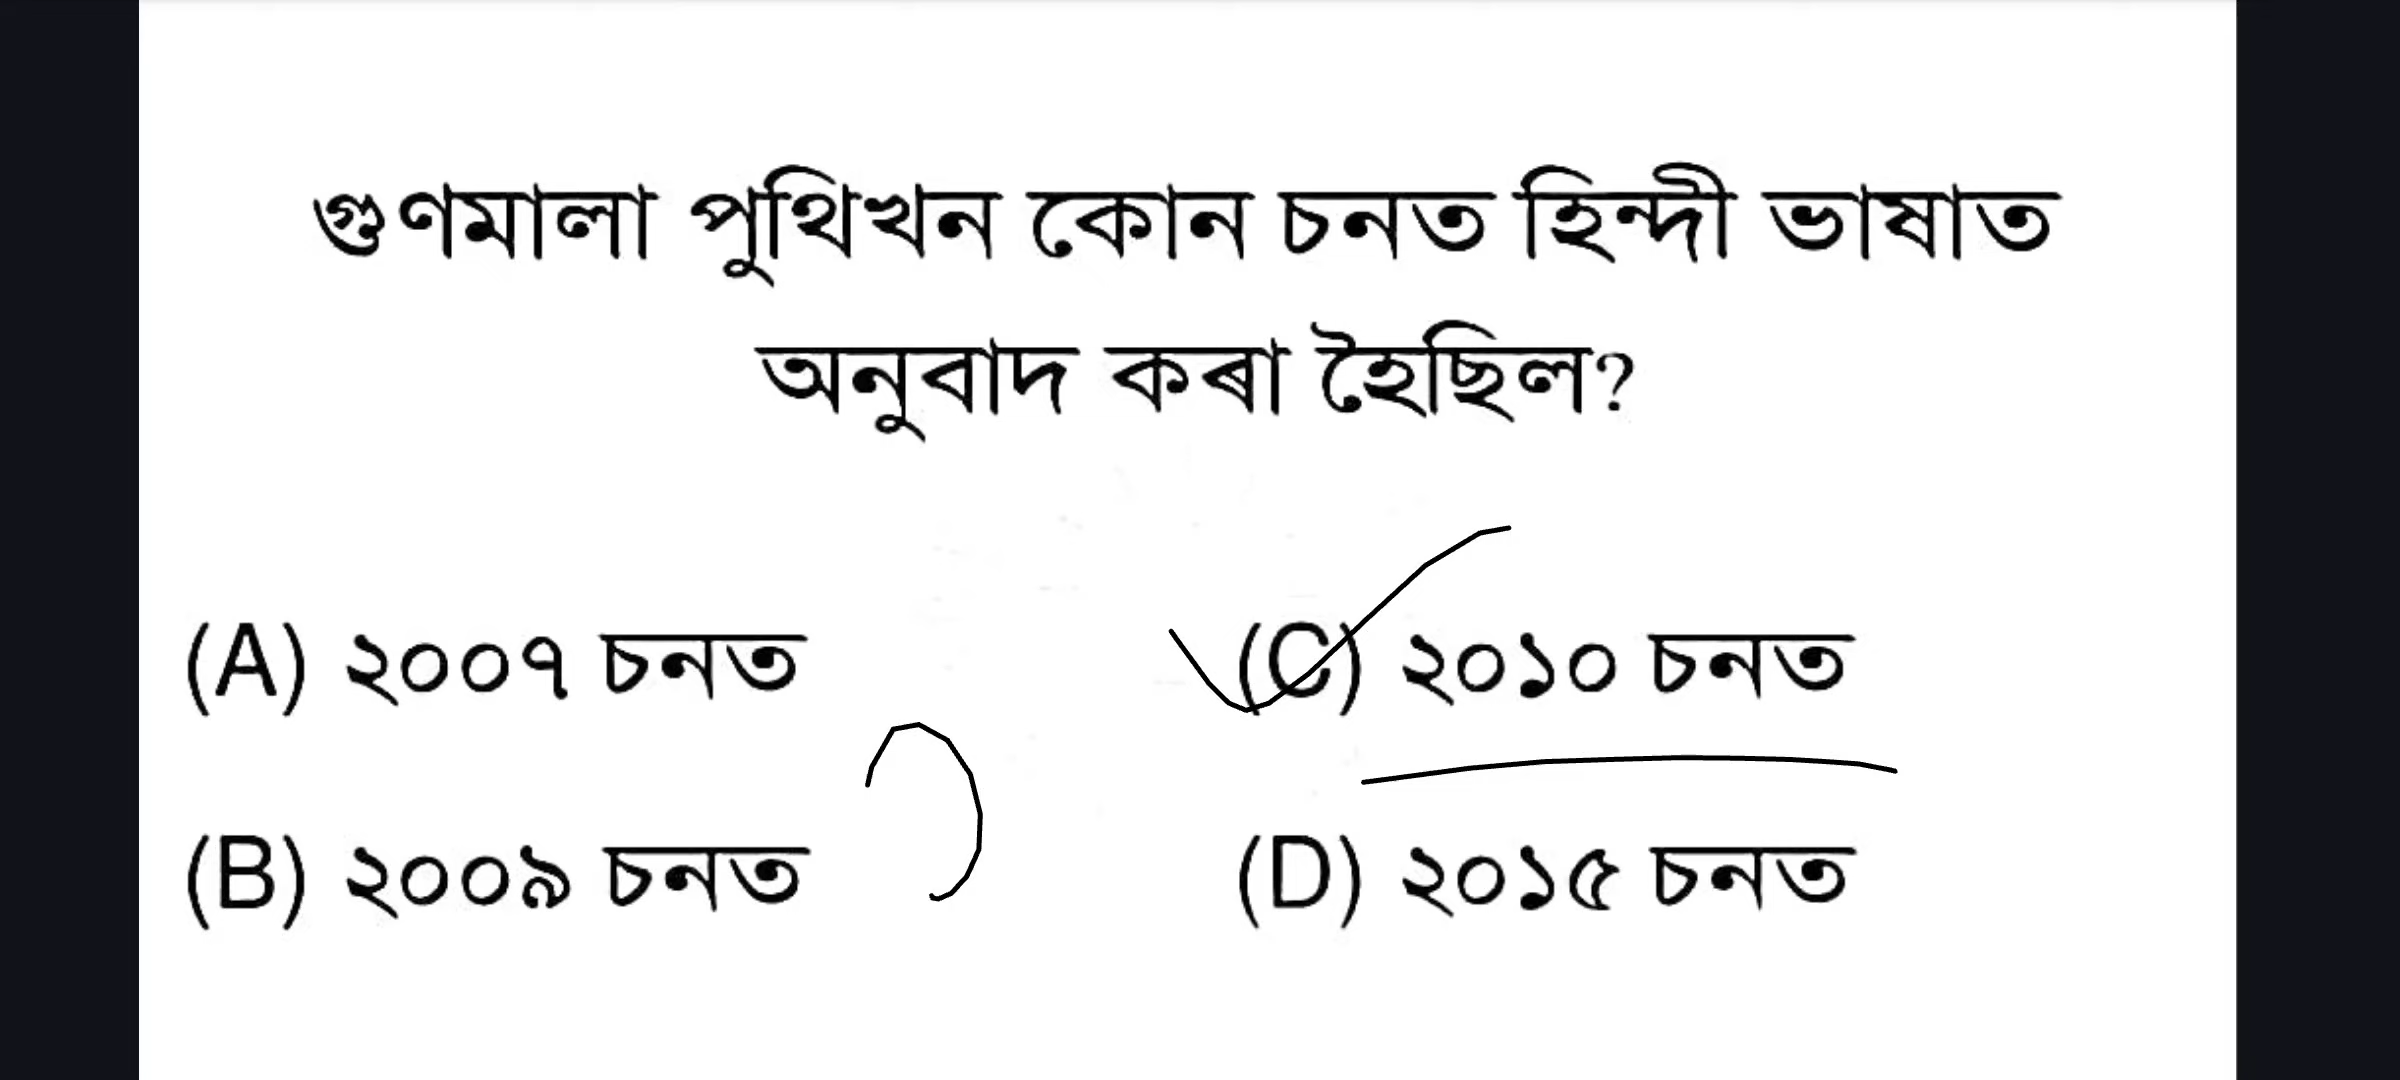 গুণমালা পুথিখন কোন চনত হিন্দী ভাষাত
অনুবাদ কৰা হৈছিল?
(A) ২০০৭ চনত
(C) ২০১০ চনত
(B) ২০০৯ চনত
(D) ২০১৫ চনত